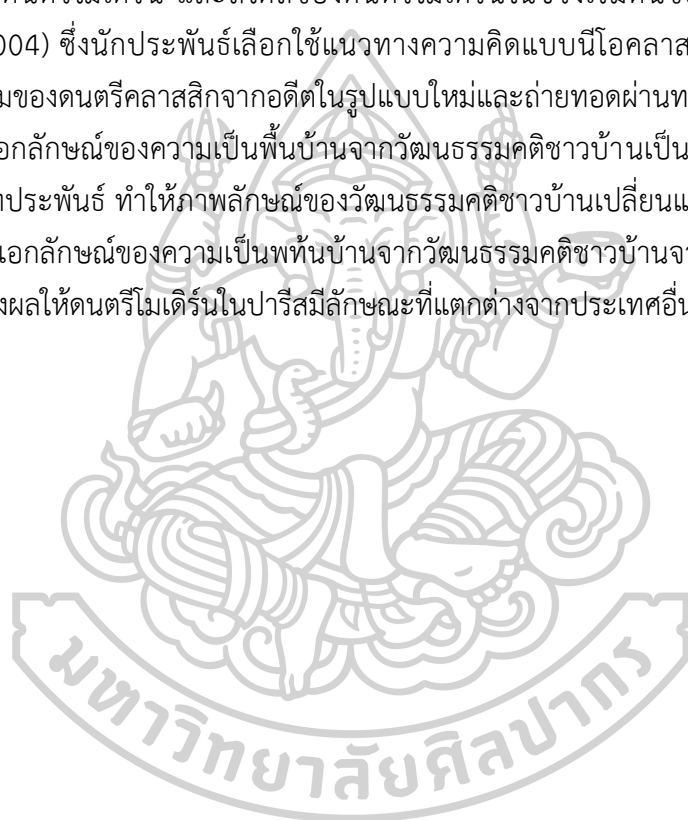 004) ซึ่งนักประพันธ์เลือกใช้แนวทางความคิดแบบนีโอคลาส
มของดนตรีคลาสสิกจากอดีตในรูปแบบใหม่และถ่ายทอดผ่านท
อกลักษณ์ของความเป็นพื้นบ้านจากวัฒนธรรมคติชาวบ้านเป็น
ทประพันธ์ ทำให้ภาพลักษณ์ของวัฒนธรรมคติชาวบ้านเปลี่ยนแ
เอกลักษณ์ของความเป็นพท้นบ้านจากวัฒนธรรมคติชาวบ้านจา
งผลให้ดนตรีโมเดิร์นในปารีสมีลักษณะที่แตกต่างจากประเทศอื่น
มหาวิทยาลัยศิลปากร